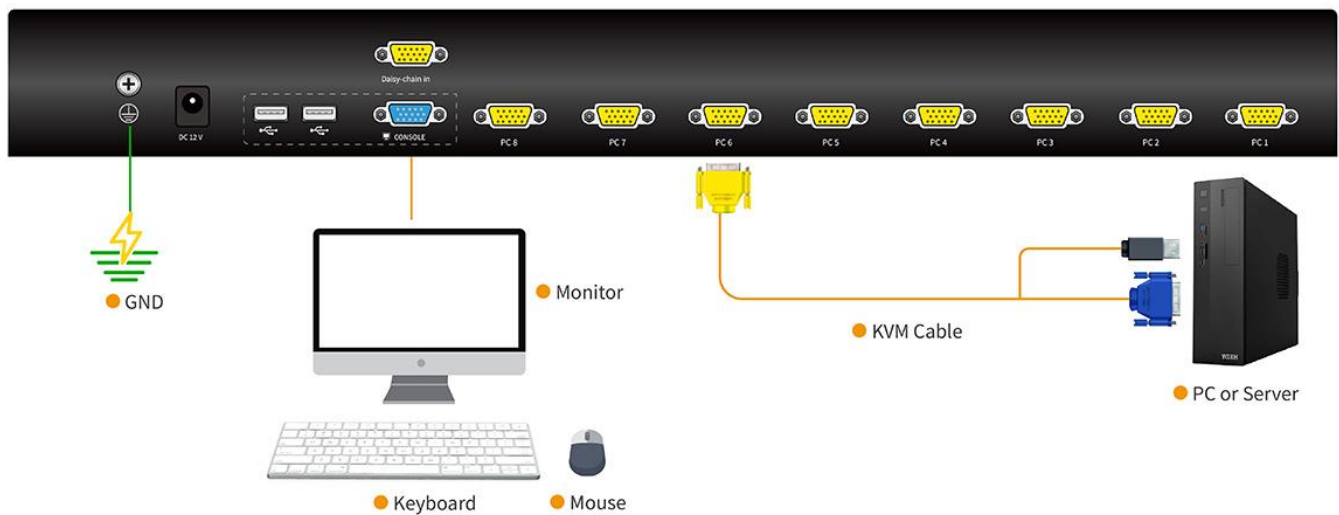 Daisy-chain in
DC 12 V
CONSOLE
PC 8
PC 7
PC 6
PC 5
PC 4
PC 3
PC 2
PC 1
GND
Monitor
KVM Cable
PC or Server
Keyboard
Mouse